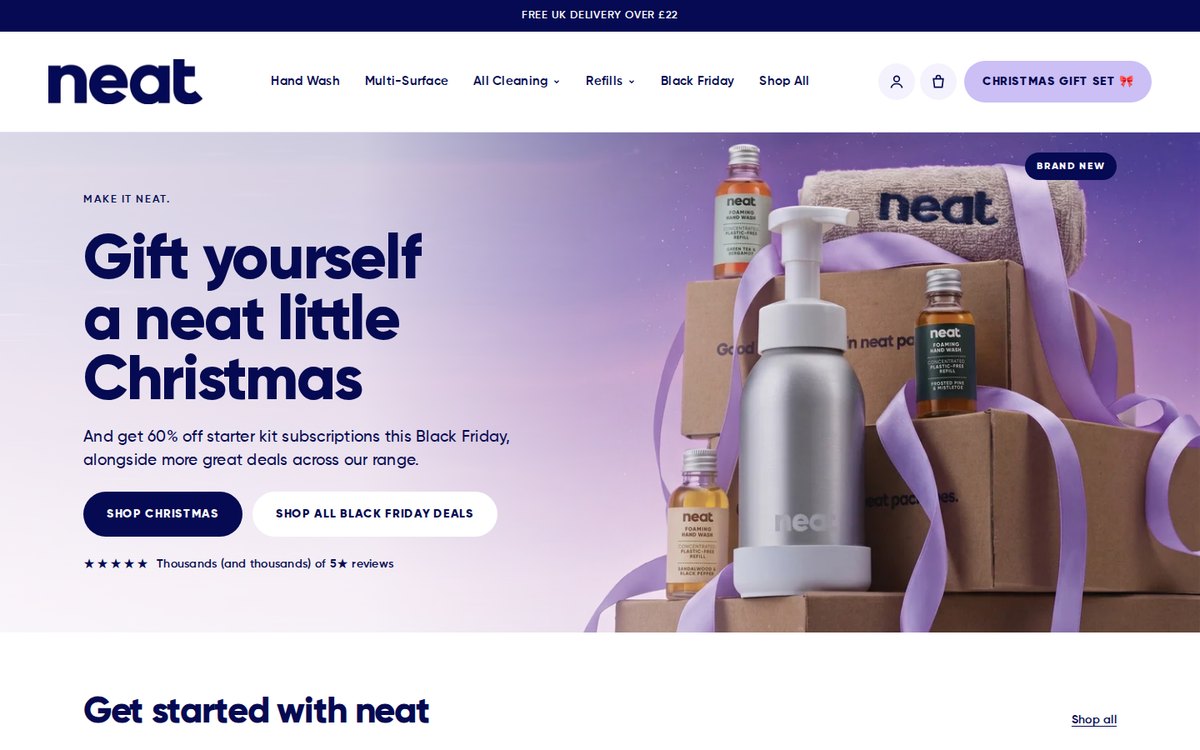 FREE UK DELIVERY OVER £22
neat
Hand Wash
Multi-Surface
All Cleaning
Refills
Black Friday
Shop All
CHRISTMAS GIFT SET
BRAND NEW
MAKE IT NEAT.
Gift yourself
a neat little
Christmas
And get 60% off starter kit subscriptions this Black Friday,
alongside more great deals across our range.
SHOP CHRISTMAS
SHOP ALL BLACK FRIDAY DEALS
★★★★★ Thousands (and thousands) of 5★ reviews
neat.
FOAMING
HAND WASH
CONCENTRATED
PLASTIC-FREE
REFILL
GREEN TEA &
BERGAMOT
neat
Good
in neat
neat.
FOAMING
HAND WASH
CONCENTRATED
PLASTIC-FREE
REFILL
FROSTED PINE
& MISTLETOE
neat
neat.
FOAMING
HAND WASH
CONCENTRATED
PLASTIC-FREE
REFILL
SANDALWOOD &
BLACK PEPPER
Get started with neat
Shop all